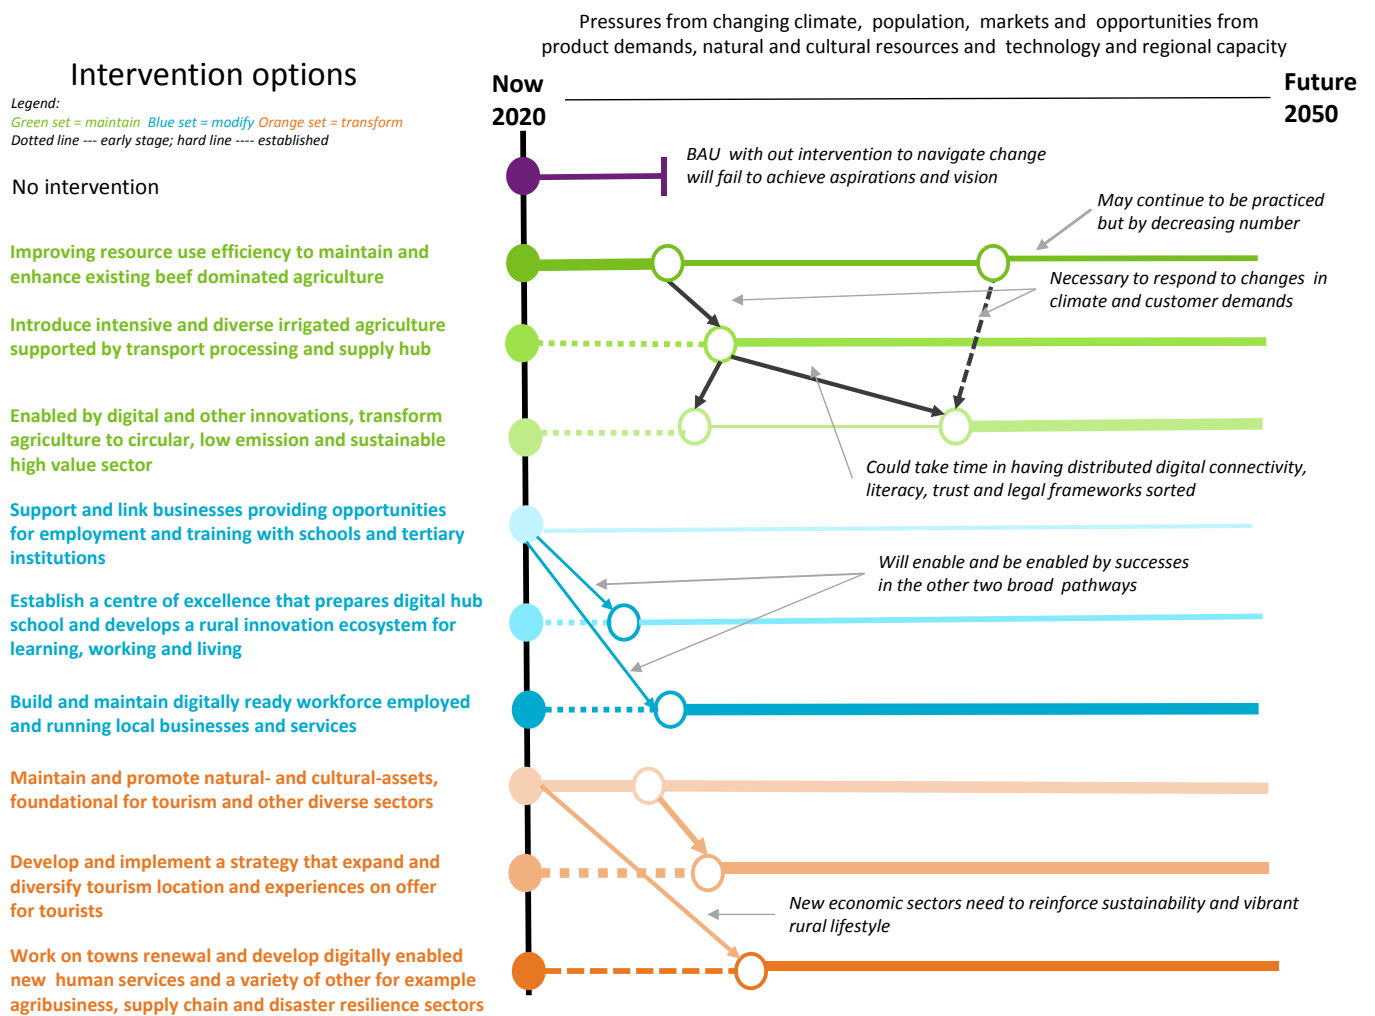 Pressures from changing climate, population, markets and opportunities from
product demands, natural and cultural resources and technology and regional capacity
Intervention options
Legend:
Green set = maintain Blue set = modify Orange set = transform
Dotted line --- early stage; hard line ---- established
Now
2020
Future
2050
No intervention
BAU with out intervention to navigate change
will fail to achieve aspirations and vision
May continue to be practiced
but by decreasing number
Improving resource use efficiency to maintain and
enhance existing beef dominated agriculture
Necessary to respond to changes in
climate and customer demands
Introduce intensive and diverse irrigated agriculture
supported by transport processing and supply hub
Enabled by digital and other innovations, transform
agriculture to circular, low emission and sustainable
high value sector
Could take time in having distributed digital connectivity,
literacy, trust and legal frameworks sorted
Support and link businesses providing opportunities
for employment and training with schools and tertiary
institutions
Will enable and be enabled by successes
in the other two broad pathways
Establish a centre of excellence that prepares digital hub
school and develops a rural innovation ecosystem for
learning, working and living
Build and maintain digitally ready workforce employed
and running local businesses and services
Maintain and promote natural- and cultural-assets,
foundational for tourism and other diverse sectors
Develop and implement a strategy that expand and
diversify tourism location and experiences on offer
for tourists
New economic sectors need to reinforce sustainability and vibrant
rural lifestyle
Work on towns renewal and develop digitally enabled
new human services and a variety of other for example
agribusiness, supply chain and disaster resilience sectors